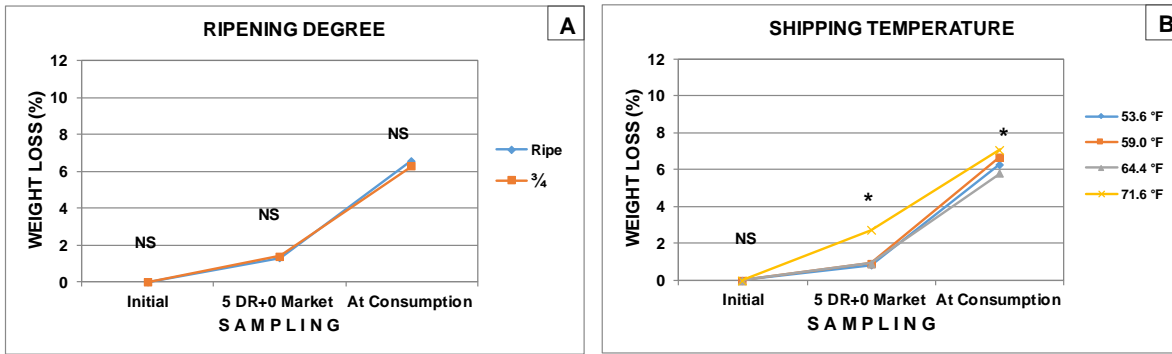 RIPENING DEGREE
A
12
10
8
6
4
2
0
WEIGHT LOSS (%)
NS
NS
NS
Initial
5 DR+0 Market
At Consumption
SAMPLING
Ripe
¾
SHIPPING TEMPERATURE
B
12
10
8
6
4
2
0
WEIGHT LOSS (%)
NS
*
*
Initial
5 DR+0 Market
At Consumption
SAMPLING
53.6 °F
59.0 °F
64.4 °F
71.6 °F